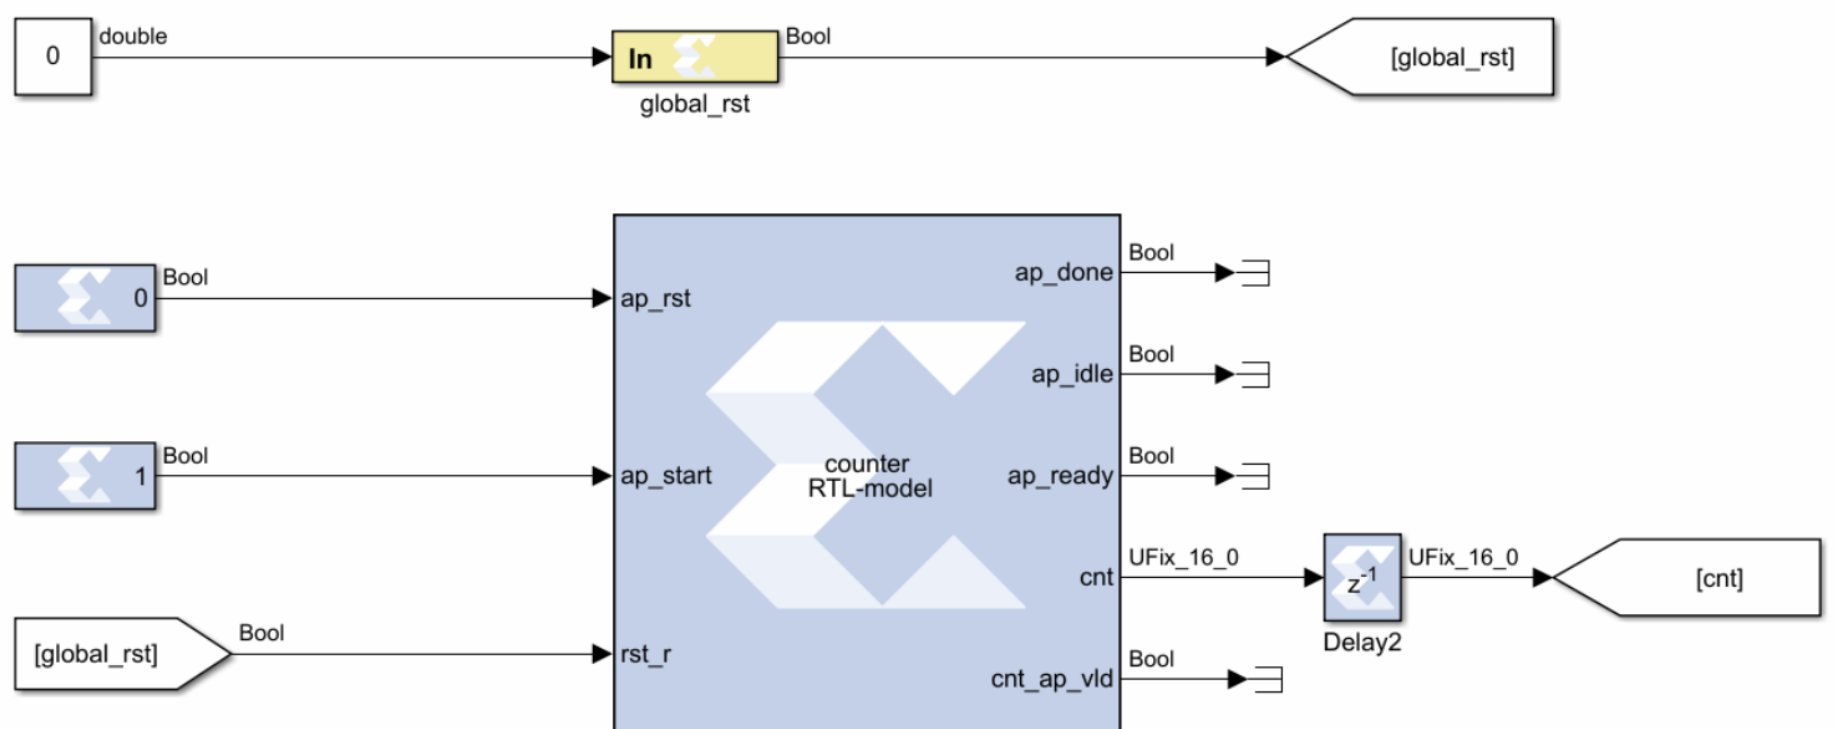 0
double
In
Bool
[global_rst]
global_rst
0
Bool
ap_rst
1
Bool
ap_start
[global_rst]
Bool
rst_r
counter
RTL-model
ap_done
Bool
ap_idle
Bool
ap_ready
Bool
cnt
UFix_16_0
z-1
Delay2
UFix_16_0
[cnt]
cnt_ap_vld
Bool